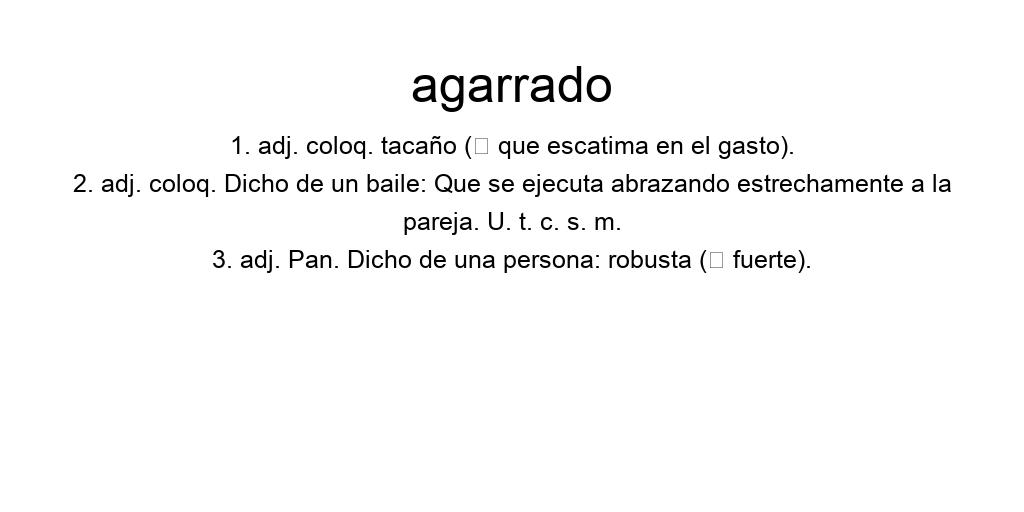 agarrado
1. adj. coloq. tacaño (▯ que escatima en el gasto).
2. adj. coloq. Dicho de un baile: Que se ejecuta abrazando estrechamente a la
pareja. U. t. c. s. m.
3. adj. Pan. Dicho de una persona: robusta (▯ fuerte).